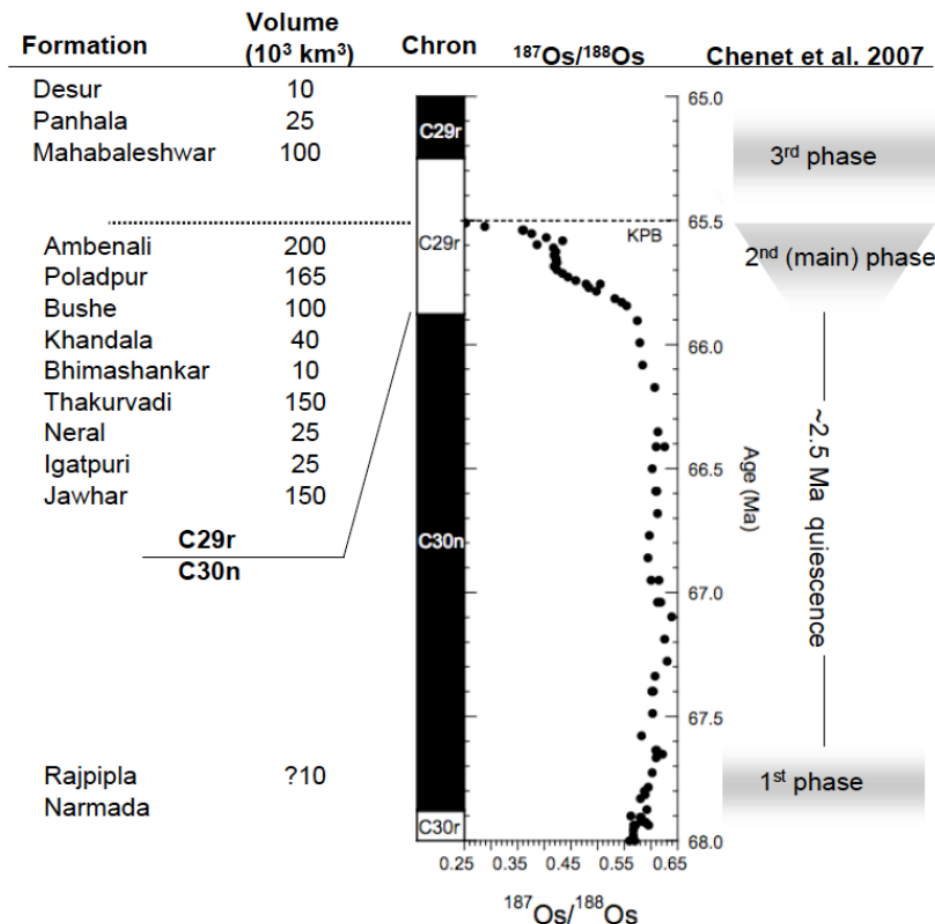 Formation Volume (10³ km³) Chron ¹⁸⁷Os/¹⁸⁸Os Chenet et al. 2007
Desur 10
Panhala 25
Mahabaleshwar 100
Ambenali 200
Poladpur 165
Bushe 100
Khandala 40
Bhimashankar 10
Thakurvadi 150
Neral 25
Igatpuri 25
Jawhar 150
C29r
C30n
Rajpipla ?10
Narmada
C29r
C29r
C30n
C30r
KPB
65.0
65.5
66.0
66.5
67.0
67.5
68.0
Age (Ma)
0.25 0.35 0.45 0.55 0.65
¹⁸⁷Os/¹⁸⁸Os
3rd phase
2nd (main) phase
~2.5 Ma quiescence
1st phase